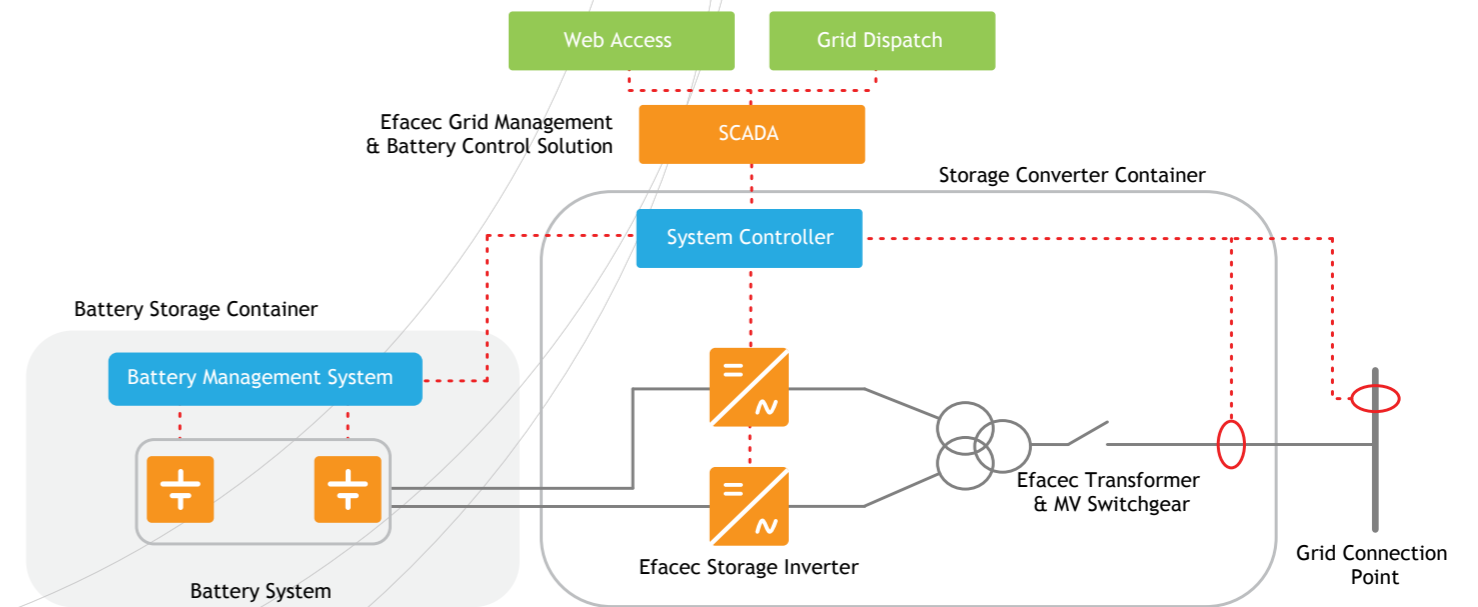 Web Access
Grid Dispatch
Efacec Grid Management
& Battery Control Solution
SCADA
Storage Converter Container
System Controller
Battery Storage Container
Battery Management System
Efacec Transformer
& MV Switchgear
Grid Connection
Point
Efacec Storage Inverter
Battery System